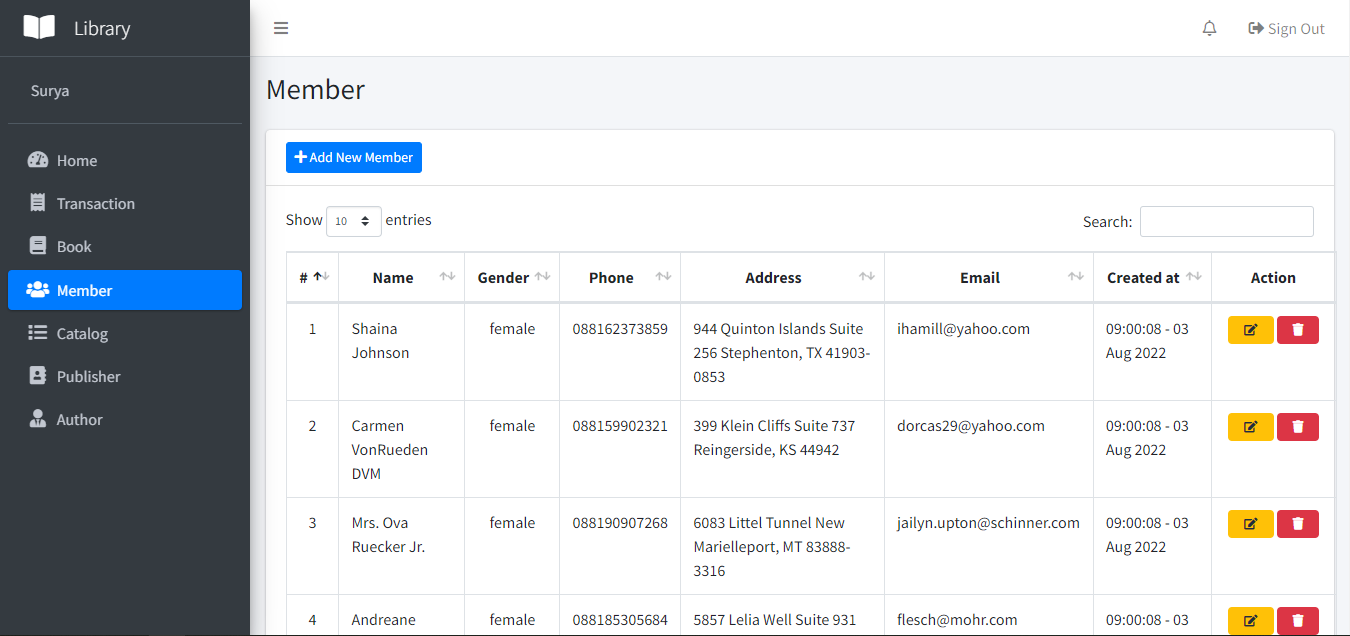 Library
Sign Out
Surya
Home
Transaction
Book
Member
Catalog
Publisher
Author
Member
Add New Member
Show 10 entries
Search:
# Name Gender Phone Address Email Created at Action
1 Shaina female 088162373859 944 Quinton Islands Suite ihamill@yahoo.com 09:00:08 - 03
Johnson 256 Stephenton, TX 41903- Aug 2022
0853
2 Carmen female 088159902321 399 Klein Cliffs Suite 737 dorcas29@yahoo.com 09:00:08 - 03
VonRueden Reingerside, KS 44942 Aug 2022
DVM
3 Mrs. Ova female 088190907268 6083 Littel Tunnel New jailyn.upton@schinner.com 09:00:08 - 03
Ruecker Jr. Marielleport, MT 83888- Aug 2022
3316
4 Andreane female 088185305684 5857 Lelia Well Suite 931 flesch@mohr.com 09:00:08 - 03